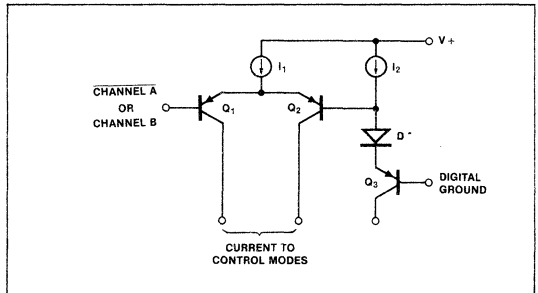 V+
I1
I2
CHANNEL A
OR
CHANNEL B
Q1
Q2
D
Q3
DIGITAL
GROUND
CURRENT TO
CONTROL MODES